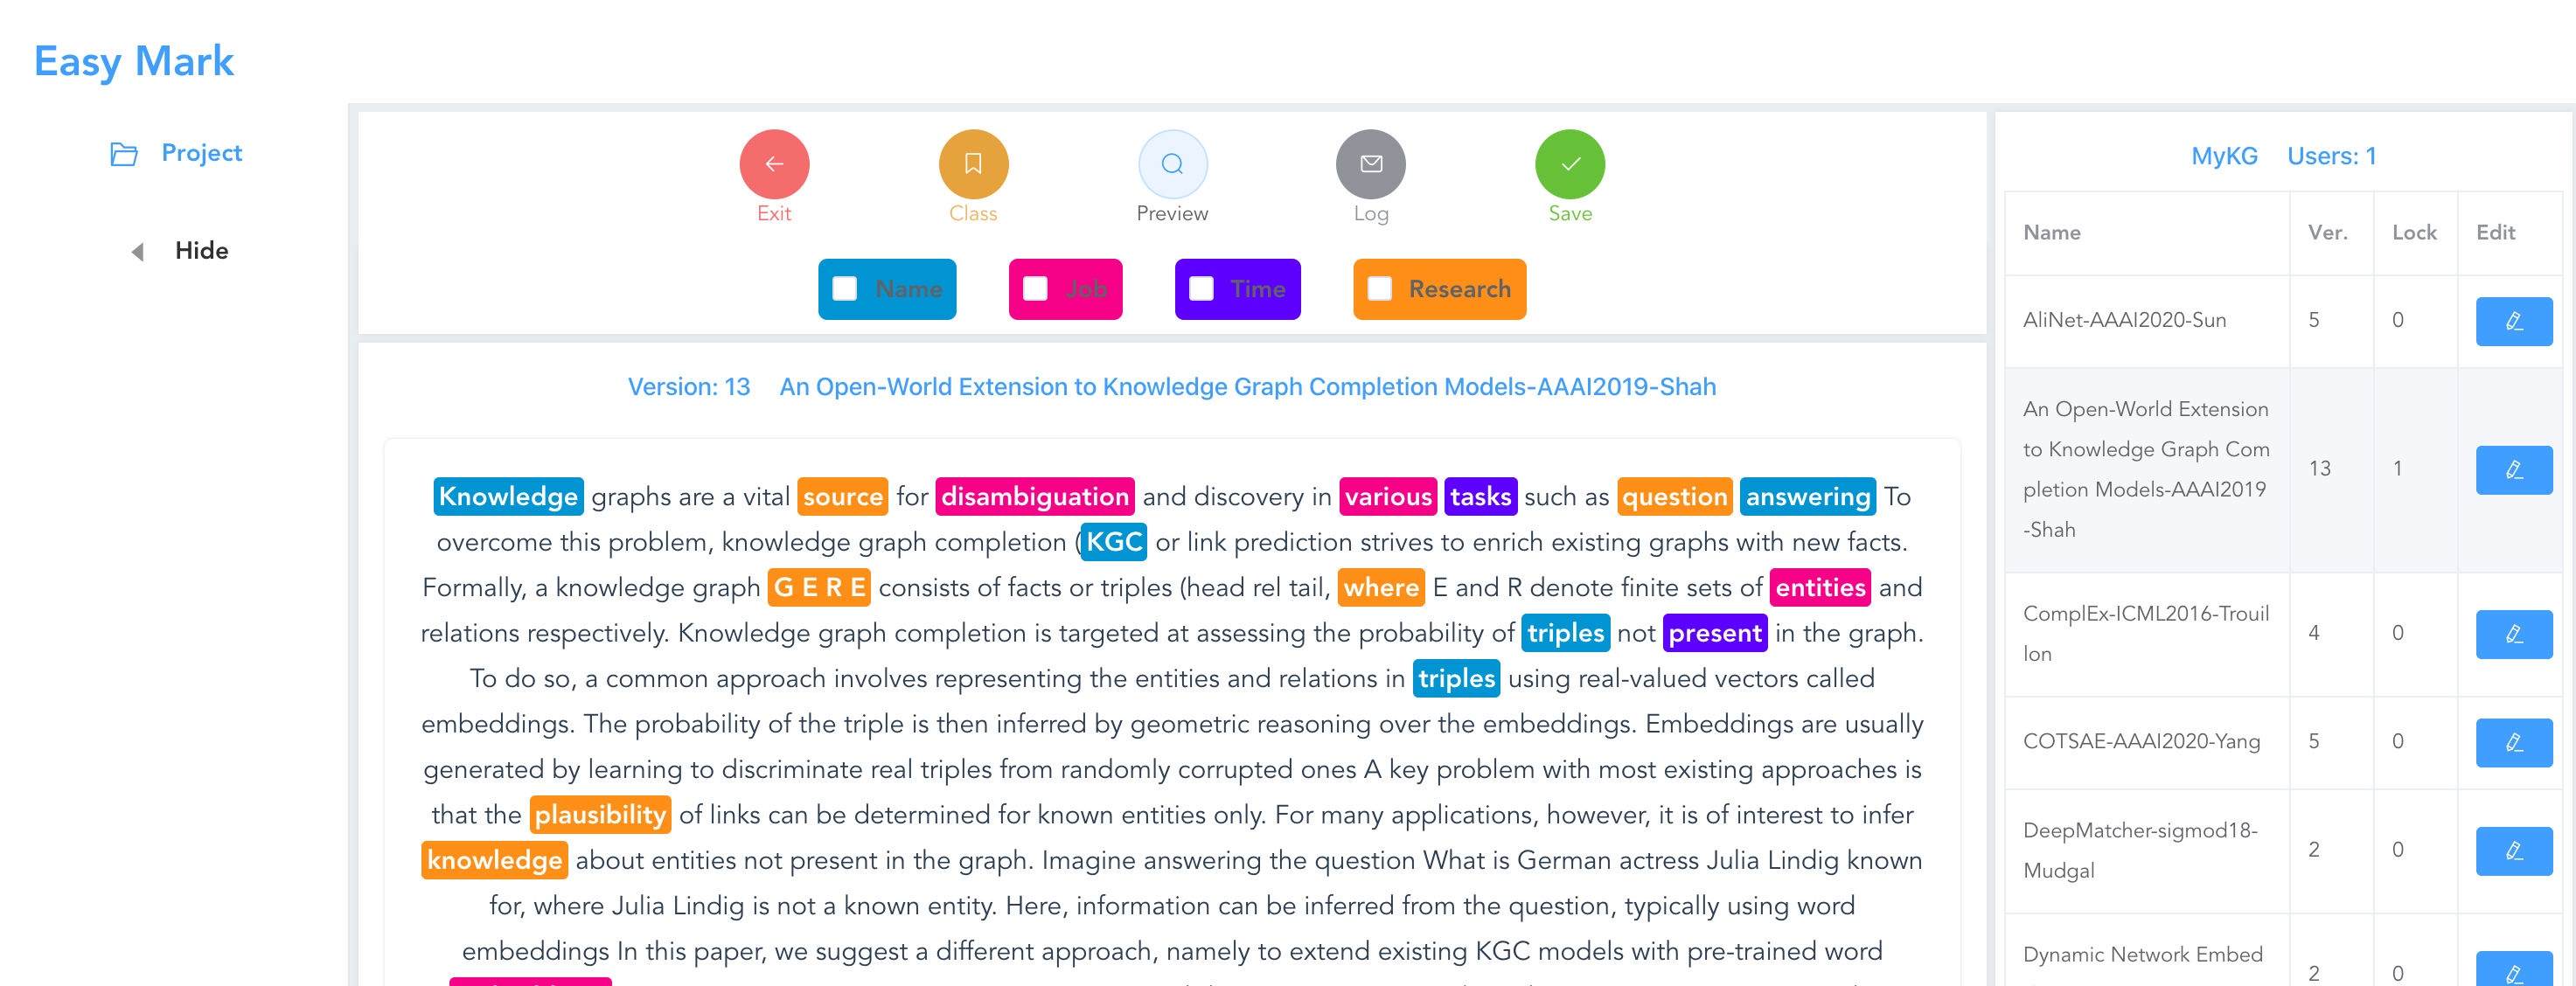 Easy Mark
Project
Hide
Exit
Class
Preview
Log
Save
Name
Job
Time
Research
Version: 13 An Open-World Extension to Knowledge Graph Completion Models-AAAI2019-Shah
Knowledge graphs are a vital source for disambiguation and discovery in various tasks such as question answering To
overcome this problem, knowledge graph completion (KGC or link prediction strives to enrich existing graphs with new facts.
Formally, a knowledge graph G E R E consists of facts or triples (head rel tail, where E and R denote finite sets of entities and
relations respectively. Knowledge graph completion is targeted at assessing the probability of triples not present in the graph.
To do so, a common approach involves representing the entities and relations in triples using real-valued vectors called
embeddings. The probability of the triple is then inferred by geometric reasoning over the embeddings. Embeddings are usually
generated by learning to discriminate real triples from randomly corrupted ones A key problem with most existing approaches is
that the plausibility of links can be determined for known entities only. For many applications, however, it is of interest to infer
knowledge about entities not present in the graph. Imagine answering the question What is German actress Julia Lindig known
for, where Julia Lindig is not a known entity. Here, information can be inferred from the question, typically using word
embeddings In this paper, we suggest a different approach, namely to extend existing KGC models with pre-trained word
MyKG Users: 1
Name Ver. Lock Edit
AliNet-AAAI2020-Sun 5 0
An Open-World Extension
to Knowledge Graph Com
pletion Models-AAAI2019
-Shah
13 1
ComplEx-ICML2016-Trouil
lon
4 0
COTSAE-AAAI2020-Yang 5 0
DeepMatcher-sigmod18-
Mudgal
2 0
Dynamic Network Embed
2 0